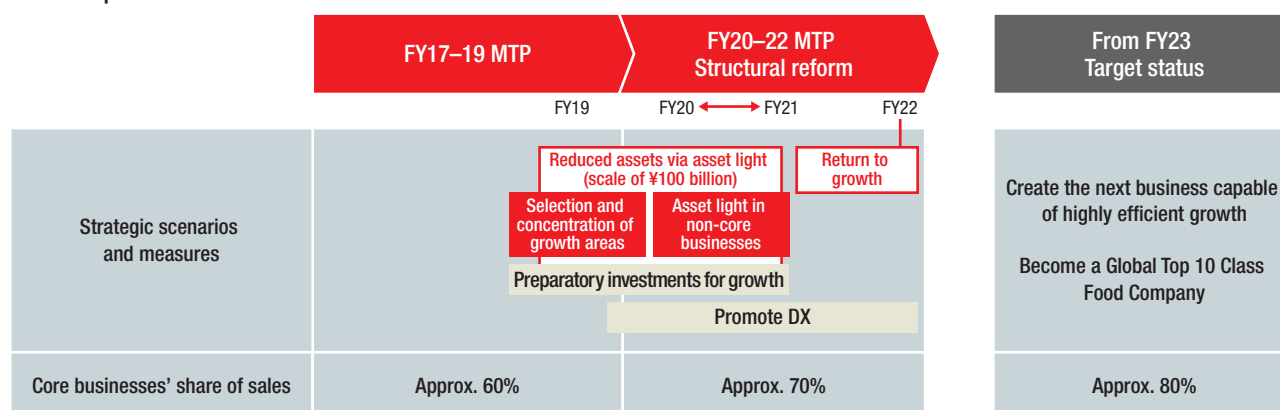 FY17–19 MTP
FY20–22 MTP
Structural reform
From FY23
Target status
FY19
FY20
FY21
FY22
Strategic scenarios
and measures
Reduced assets via asset light
(scale of ¥100 billion)
Return to
growth
Selection and
concentration of
growth areas
Asset light in
non-core
businesses
Preparatory investments for growth
Promote DX
Create the next business capable
of highly efficient growth
Become a Global Top 10 Class
Food Company
Core businesses’ share of sales
Approx. 60%
Approx. 70%
Approx. 80%